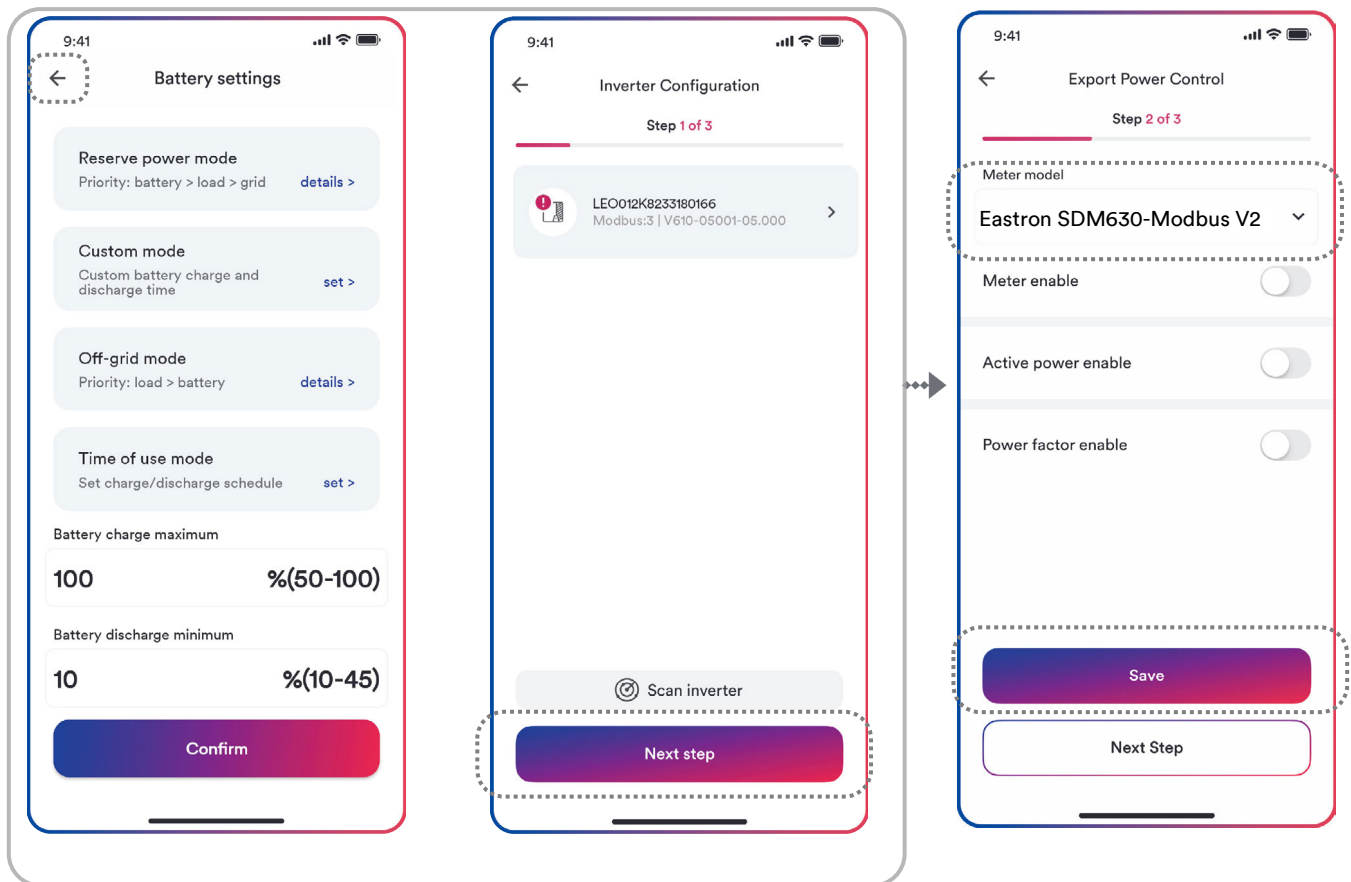 9:41
Battery settings
Reserve power mode
Priority: battery > load > grid details >
Custom mode
Custom battery charge and
discharge time
set >
Off-grid mode
Priority: load > battery details >
Time of use mode
Set charge/discharge schedule set >
Battery charge maximum
100 %(50-100)
Battery discharge minimum
10 %(10-45)
Confirm
9:41
Inverter Configuration
Step 1 of 3
LEO012K8233180166
Modbus:3 | V610-05001-05.000
Scan inverter
Next step
9:41
Export Power Control
Step 2 of 3
Meter model
Eastron SDM630-Modbus V2
Meter enable
Active power enable
Power factor enable
Save
Next Step